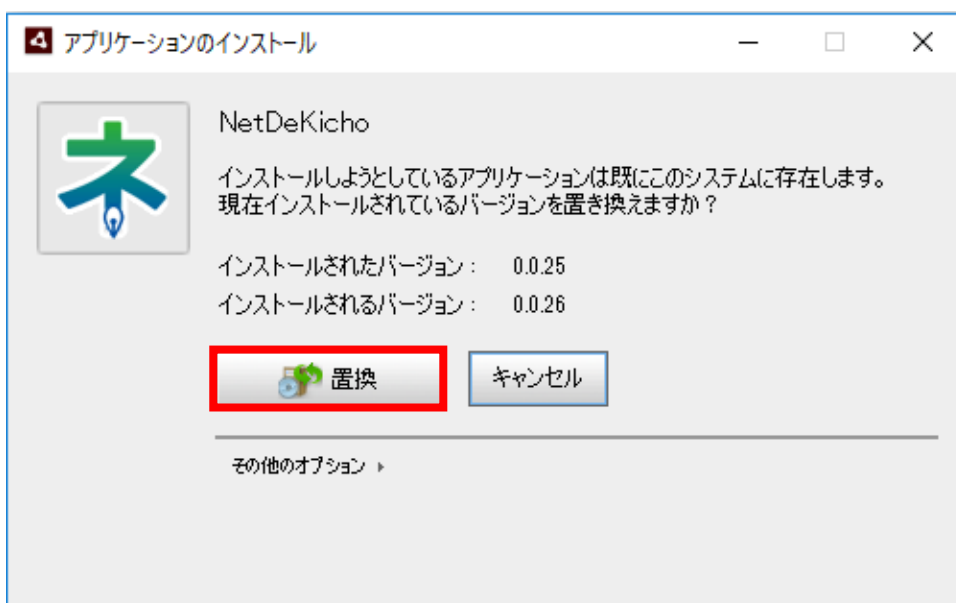 アプリケーションのインストール
ネ
NetDeKicho
インストールしようとしているアプリケーションは既にこのシステムに存在します。
現在インストールされているバージョンを置き換えますか？
インストールされたバージョン： 0.0.25
インストールされるバージョン： 0.0.26
置換 キャンセル
その他のオプション